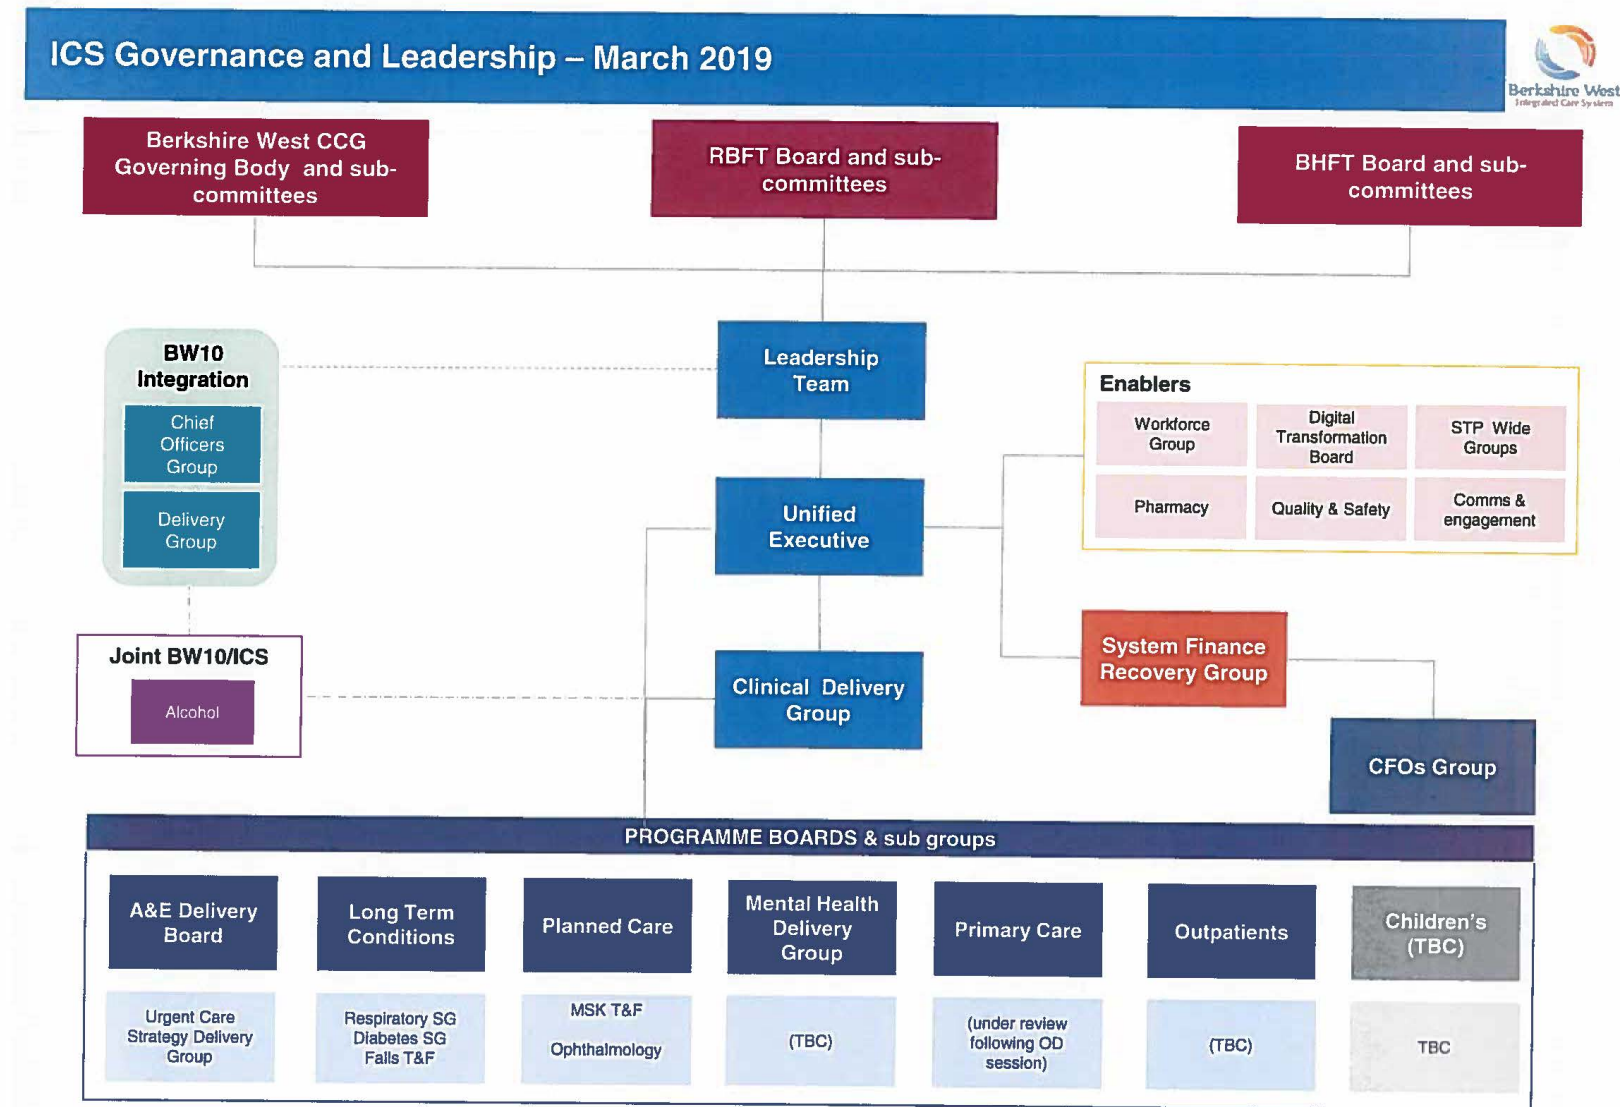 ICS Governance and Leadership – March 2019
Berkshire West
Integrated Care System
Berkshire West CCG
Governing Body and sub-
committees
RBFT Board and sub-
committees
BHFT Board and sub-
committees
BW10
Integration
Chief
Officers
Group
Delivery
Group
Leadership
Team
Enablers
Workforce
Group
Digital
Transformation
Board
STP Wide
Groups
Pharmacy
Quality & Safety
Comms &
engagement
Unified
Executive
Joint BW10/ICS
Alcohol
Clinical Delivery
Group
System Finance
Recovery Group
CFOs Group
PROGRAMME BOARDS & sub groups
A&E Delivery
Board
Long Term
Conditions
Planned Care
Mental Health
Delivery
Group
Primary Care
Outpatients
Children's
(TBC)
Urgent Care
Strategy Delivery
Group
Respiratory SG
Diabetes SG
Falls T&F
MSK T&F
Ophthalmology
(TBC)
(under review
following OD
session)
(TBC)
TBC